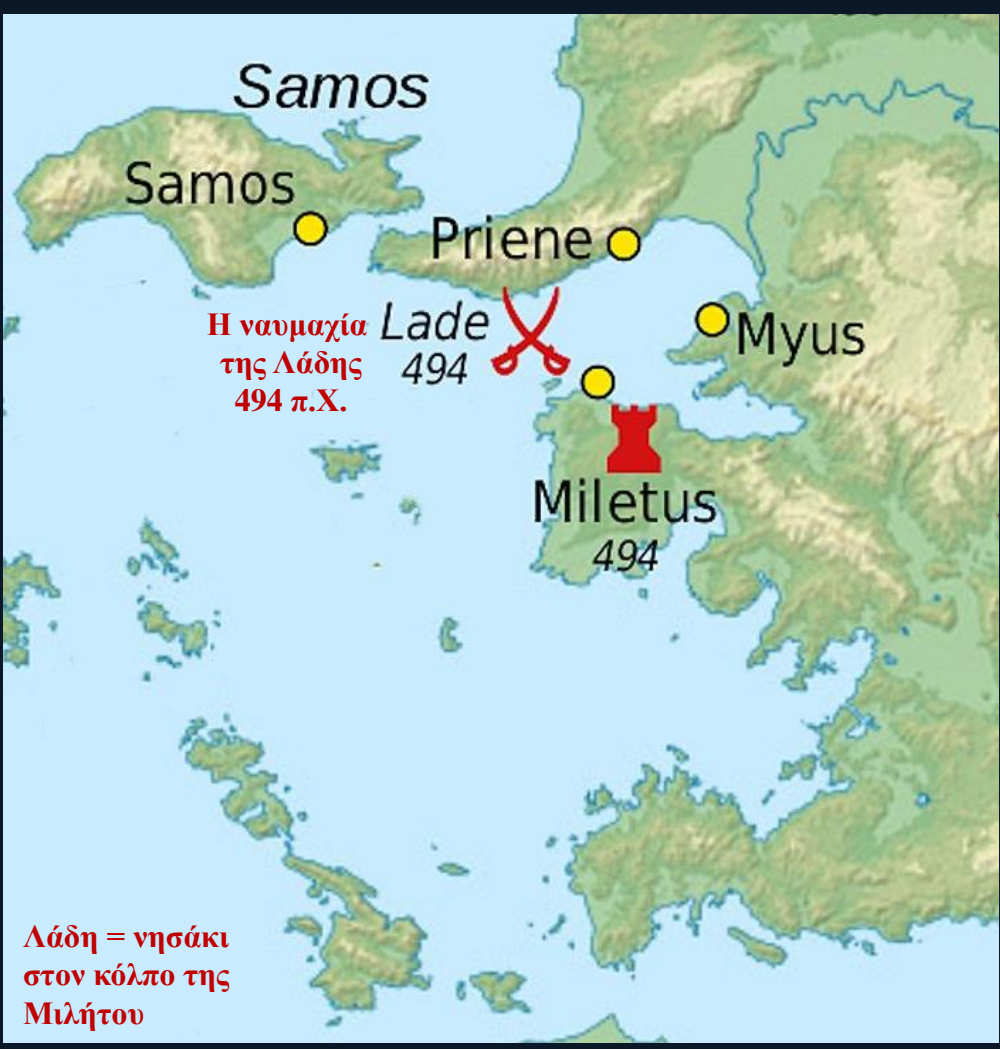 Samos
Samos
Priene
Η ναυμαχία
της Λάδης
494 π.Χ.
Lade
494
Myus
Miletus
494
Λάδη = νησάκι
στον κόλπο της
Μιλήτου